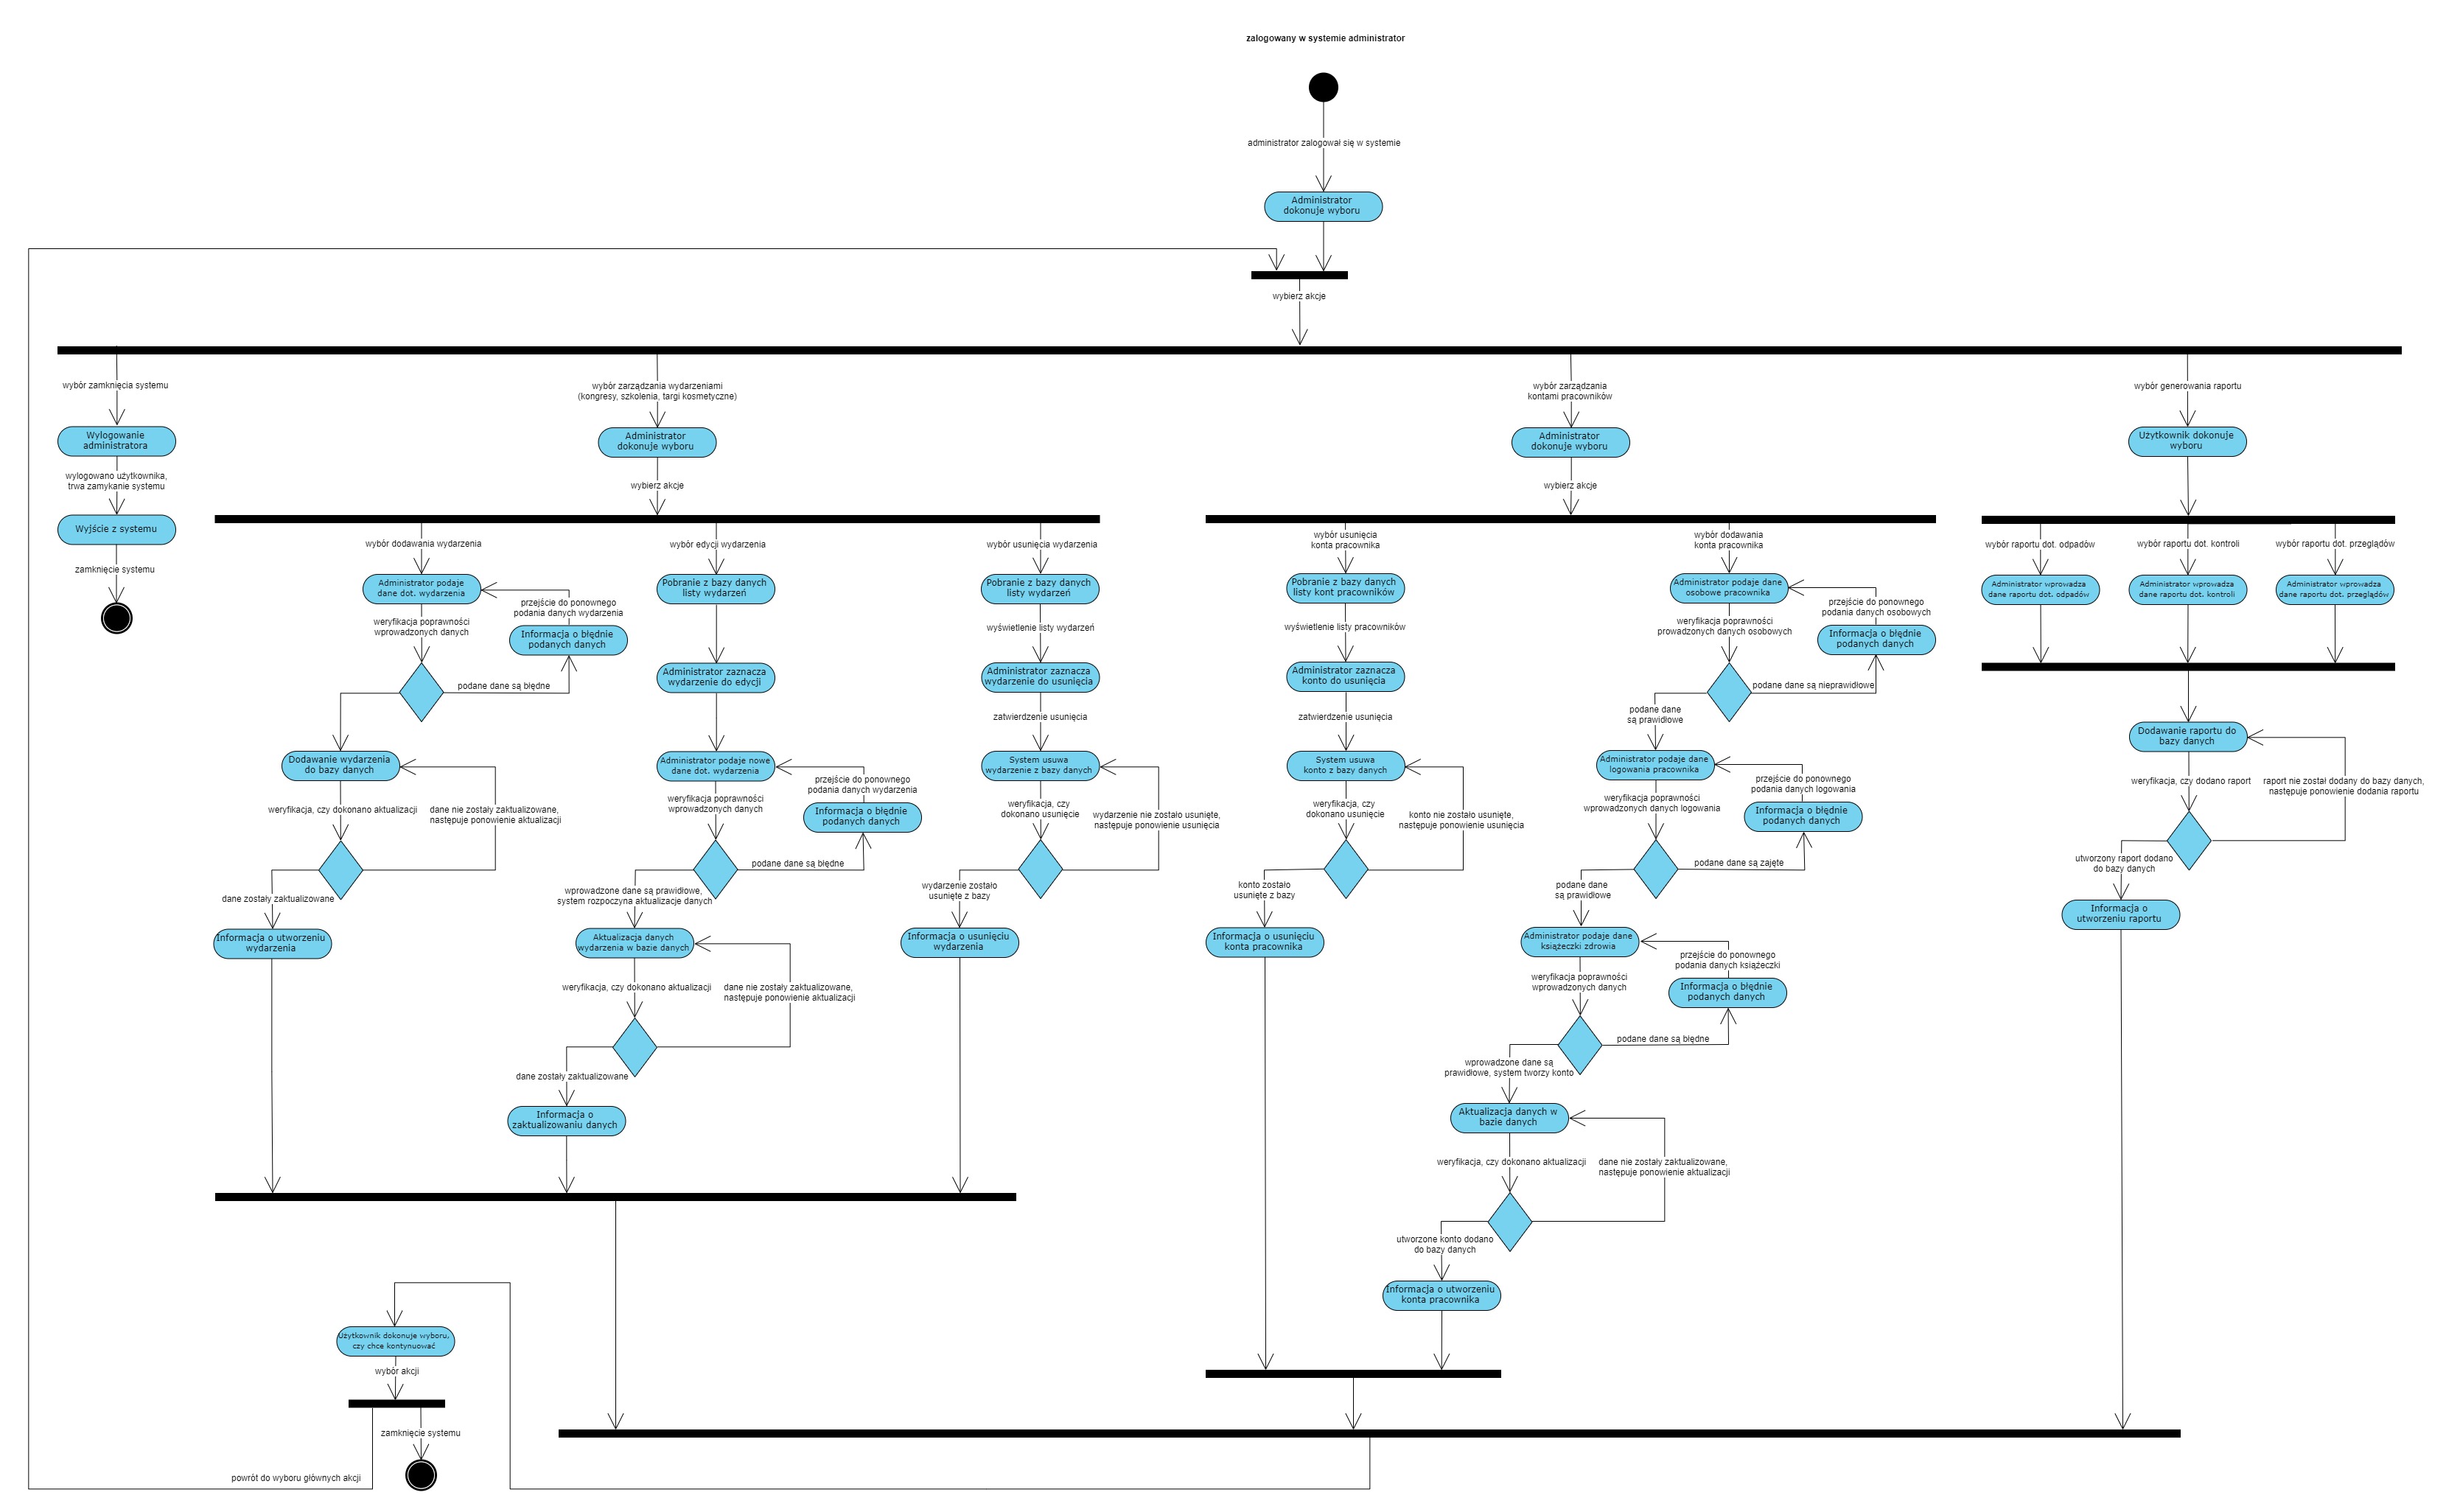 zalogowany w systemie administrator
administrator zalogował się w systemie
Administrator
dokonuje wyboru
wybierz akcje
wybór zamknięcia systemu
Wylogowanie
administratora
wylogowano użytkownika,
trwa zamykanie systemu
Wyjście z systemu
zamknięcie systemu
wybór zarządzania wydarzeniami
(kongresy, szkolenia, targi kosmetyczne)
Administrator
dokonuje wyboru
wybierz akcje
wybór dodawania wydarzenia
Administrator podaje
dane dot. wydarzenia
weryfikacja poprawności
wprowadzonych danych
przejście do ponownego
podania danych wydarzenia
Informacja o błędnie
podanych danych
podane dane są błędne
Dodawanie wydarzenia
do bazy danych
weryfikacja, czy dokonano aktualizacji
dane nie zostały zaktualizowane,
następuje ponowienie aktualizacji
dane zostały zaktualizowane
Informacja o utworzeniu
wydarzenia
wybór edycji wydarzenia
Pobranie z bazy danych
listy wydarzeń
Administrator zaznacza
wydarzenie do edycji
Administrator podaje nowe
dane dot. wydarzenia
weryfikacja poprawności
wprowadzonych danych
przejście do ponownego
podania danych wydarzenia
Informacja o błędnie
podanych danych
podane dane są błędne
wprowadzone dane są prawidłowe,
system rozpoczyna aktualizacje danych
Aktualizacja danych
wydarzenia w bazie danych
weryfikacja, czy dokonano aktualizacji
dane nie zostały zaktualizowane,
następuje ponowienie aktualizacji
dane zostały zaktualizowane
Informacja o
zaktualizowaniu danych
wybór usunięcia wydarzenia
Pobranie z bazy danych
listy wydarzeń
wyświetlenie listy wydarzeń
Administrator zaznacza
wydarzenie do usunięcia
zatwierdzenie usunięcia
System usuwa
wydarzenie z bazy danych
weryfikacja, czy
dokonano usunięcie
wydarzenie nie zostało usunięte,
następuje ponowienie usunięcia
wydarzenie zostało
usunięte z bazy
Informacja o usunięciu
wydarzenia
wybór zarządzania
kontami pracowników
Administrator
dokonuje wyboru
wybierz akcje
wybór usunięcia
konta pracownika
Pobranie z bazy danych
listy kont pracowników
wyświetlenie listy pracowników
Administrator zaznacza
konto do usunięcia
zatwierdzenie usunięcia
System usuwa
konto z bazy danych
weryfikacja, czy
dokonano usunięcie
konto nie zostało usunięte,
następuje ponowienie usunięcia
konto zostało
usunięte z bazy
Informacja o usunięciu
konta pracownika
wybór dodawania
konta pracownika
Administrator podaje dane
osobowe pracownika
weryfikacja poprawności
prowadzonych danych osobowych
przejście do ponownego
podania danych osobowych
Informacja o błędnie
podanych danych
podane dane są nieprawidłowe
podane dane
są prawidłowe
Administrator podaje dane
logowania pracownika
weryfikacja poprawności
wprowadzonych danych logowania
przejście do ponownego
podania danych logowania
Informacja o błędnie
podanych danych
podane dane są zajęte
podane dane
są prawidłowe
Administrator podaje dane
książeczki zdrowia
weryfikacja poprawności
wprowadzonych danych
przejście do ponownego
podania danych książeczki
Informacja o błędnie
podanych danych
podane dane są błędne
wprowadzone dane są
prawidłowe, system tworzy konto
Aktualizacja danych w
bazie danych
weryfikacja, czy dokonano aktualizacji
dane nie zostały zaktualizowane,
następuje ponowienie aktualizacji
utworzone konto dodano
do bazy danych
Informacja o utworzeniu
konta pracownika
wybór generowania raportu
Użytkownik dokonuje
wyboru
wybór raportu dot. odpadów
wybór raportu dot. kontroli
wybór raportu dot. przeglądów
Administrator wprowadza
dane raportu dot. odpadów
Administrator wprowadza
dane raportu dot. kontroli
Administrator wprowadza
dane raportu dot. przeglądów
Dodawanie raportu do
bazy danych
weryfikacja, czy dodano raport
raport nie został dodany do bazy danych,
następuje ponowienie dodania raportu
utworzony raport dodano
do bazy danych
Informacja o
utworzeniu raportu
Użytkownik dokonuje wyboru,
czy chce kontynuować
wybór akcji
zamknięcie systemu
powrót do wyboru głównych akcji